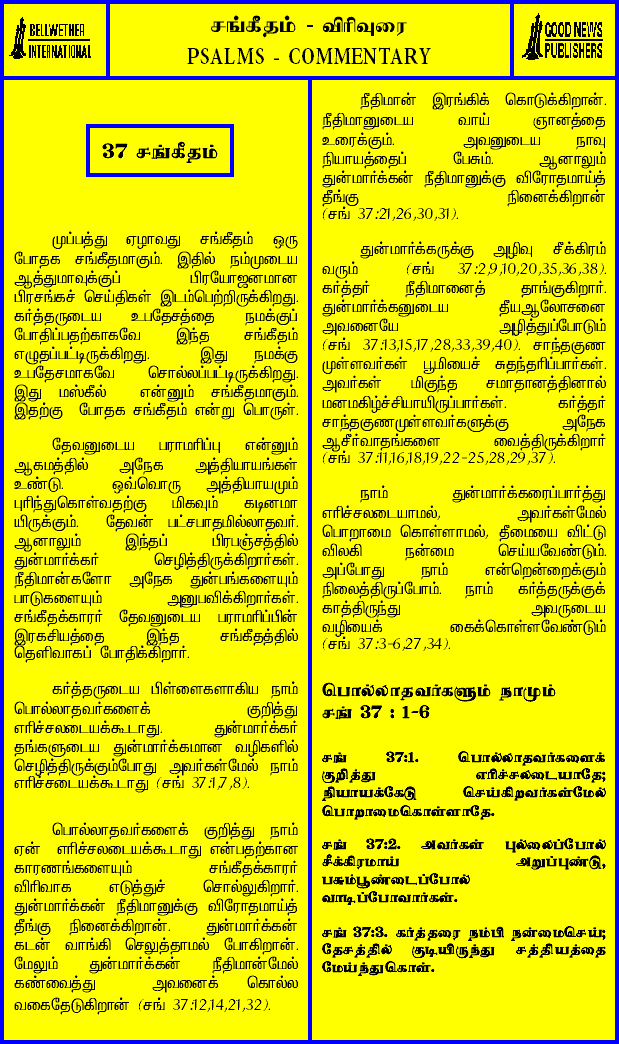 BELLWETHER
INTERNATIONAL
சங்கீதம் - விரிவுரை
PSALMS - COMMENTARY
GOOD NEWS
PUBLISHERS
37 சங்கீதம்
முப்பத்து ஏழாவது சங்கீதம் ஒரு
போதக சங்கீதமாகும். இதில் நம்முடைய
ஆத்துமாவுக்குப் பிரயோஜனமான
பிரசங்கச் செய்திகள் இடம்பெற்றிருக்கிறது.
கர்த்தருடைய உபதேசத்தை நமக்குப்
போதிப்பதற்காகவே இந்த சங்கீதம்
எழுதப்பட்டிருக்கிறது. இது நமக்கு
உபதேசமாகவே சொல்லப்பட்டிருக்கிறது.
இது மஸ்கீல் என்னும் சங்கீதமாகும்.
இதற்கு போதக சங்கீதம் என்று பொருள்.
தேவனுடைய பராமரிப்பு என்னும்
ஆகமத்தில் அநேக அத்தியாயங்கள்
உண்டு. ஒவ்வொரு அத்தியாயமும்
புரிந்துகொள்வதற்கு மிகவும் கடினமா
யிருக்கும். தேவன் பட்சபாதமில்லாதவர்.
ஆனாலும் இந்தப் பிரபஞ்சத்தில்
துன்மார்க்கர் செழித்திருக்கிறார்கள்.
நீதிமான்களோ அநேக துன்பங்களையும்
பாடுகளையும் அனுபவிக்கிறார்கள்.
சங்கீதக்காரர் தேவனுடைய பராமரிப்பின்
இரகசியத்தை இந்த சங்கீதத்தில்
தெளிவாகப் போதிக்கிறார்.
கர்த்தருடைய பிள்ளைகளாகிய நாம்
பொல்லாதவர்களைக் குறித்து
எரிச்சலடையக்கூடாது. துன்மார்க்கர்
தங்களுடைய துன்மார்க்கமான வழிகளில்
செழித்திருக்கும்போது அவர்கள்மேல் நாம்
எரிச்சடையக்கூடாது (சங் 37:1,7,8).
பொல்லாதவர்களைக் குறித்து நாம்
ஏன் எரிச்சலடையக்கூடாது என்பதற்கான
காரணங்களையும் சங்கீதக்காரர்
விரிவாக எடுத்துச் சொல்லுகிறார்.
துன்மார்க்கன் நீதிமானுக்கு விரோதமாய்த்
தீங்கு நினைக்கிறான். துன்மார்க்கன்
கடன் வாங்கி செலுத்தாமல் போகிறான்.
மேலும் துன்மார்க்கன் நீதிமான்மேல்
கண்வைத்து அவனைக் கொல்ல
வகைதேடுகிறான் (சங் 37:12,14,21,32).
நீதிமான் இரங்கிக் கொடுக்கிறான்.
நீதிமானுடைய வாய் ஞானத்தை
உரைக்கும். அவனுடைய நாவு
நியாயத்தைப் பேசும். ஆனாலும்
துன்மார்க்கன் நீதிமானுக்கு விரோதமாய்த்
தீங்கு நினைக்கிறான்
(சங் 37:21,26,30,31).
துன்மார்க்கருக்கு அழிவு சீக்கிரம்
வரும் (சங் 37:2,9,10,20,35,36,38).
கர்த்தர் நீதிமானைத் தாங்குகிறார்.
துன்மார்க்கனுடைய தீயஆலோசனை
அவனையே அழித்துப்போடும்
(சங் 37:13,15,17,28,33,39,40). சாந்தகுண
முள்ளவர்கள் பூமியைச் சுதந்தரிப்பார்கள்.
அவர்கள் மிகுந்த சமாதானத்தினால்
மனமகிழ்ச்சியாயிருப்பார்கள். கர்த்தர்
சாந்தகுணமுள்ளவர்களுக்கு அநேக
ஆசீர்வாதங்களை வைத்திருக்கிறார்
(சங் 37:11,16,18,19,22-25,28,29,37).
நாம் துன்மார்க்கரைப்பார்த்து
எரிச்சலடையாமல், அவர்கள்மேல்
பொறாமை கொள்ளாமல், தீமையை விட்டு
விலகி நன்மை செய்யவேண்டும்.
அப்போது நாம் என்றென்றைக்கும்
நிலைத்திருப்போம். நாம் கர்த்தருக்குக்
காத்திருந்து அவருடைய
வழியைக் கைக்கொள்ளவேண்டும்
(சங் 37:3-6,27,34).
பொல்லாதவர்களும் நாமும்
சங் 37 : 1-6
சங் 37:1. பொல்லாதவர்களைக்
குறித்து எரிச்சலடையாதே;
நியாயக்கேடு செய்கிறவர்கள்மேல்
பொறாமைகொள்ளாதே.
சங் 37:2. அவர்கள் புல்லைப்போல்
சீக்கிரமாய் அறுப்புண்டு,
பசும்பூண்டைப்போல்
வாடிப்போவார்கள்.
சங் 37:3. கர்த்தரை நம்பி நன்மைசெய்;
தேசத்தில் குடியிருந்து சத்தியத்தை
மேய்ந்துகொள்.